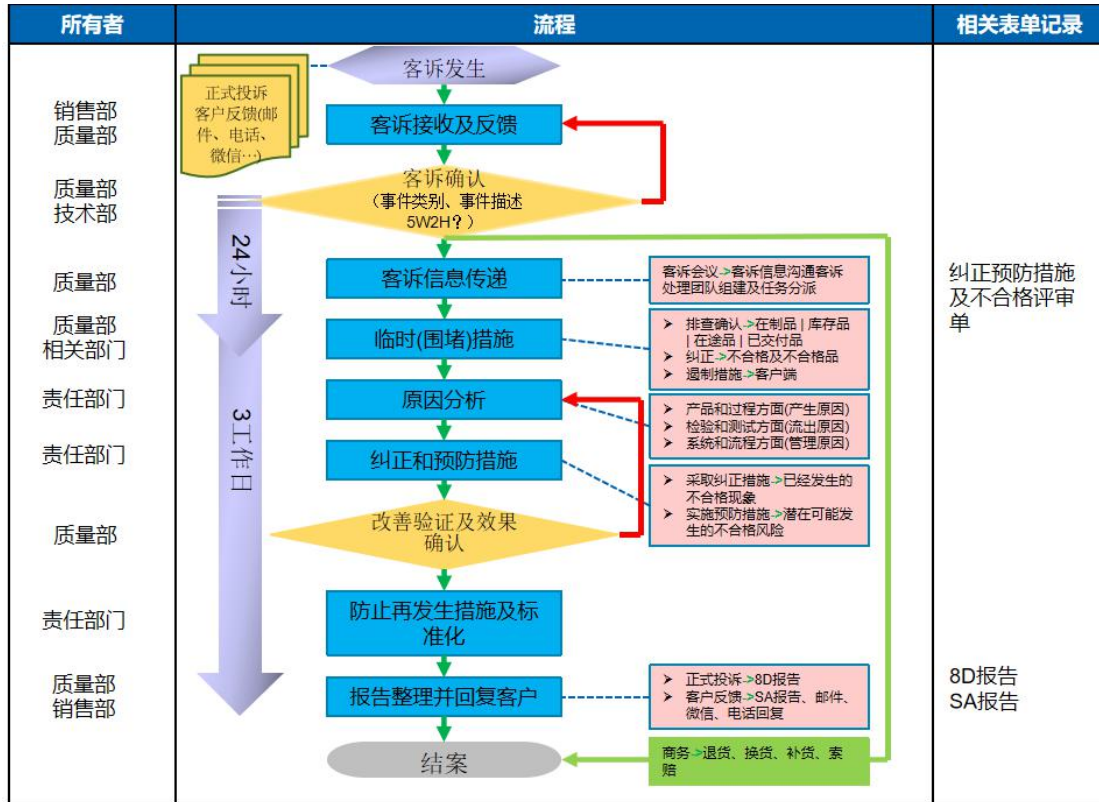 所有者
流程
相关表单记录
客诉发生
正式投诉
客户反馈(邮
件、电话、
微信…)
销售部
质量部
客诉接收及反馈
质量部
技术部
客诉确认
（事件类别、事件描述
5W2H？）
24小时
3工作日
质量部
客诉信息传递
客诉会议->客诉信息沟通客诉
处理团队组建及任务分派
纠正预防措施
及不合格评审
单
质量部
相关部门
临时(围堵)措施
➤ 排查确认->在制品 | 库存品
| 在途品 | 已交付品
➤ 纠正->不合格及不合格品
➤ 遏制措施->客户端
责任部门
原因分析
➤ 产品和过程方面(产生原因)
➤ 检验和测试方面(流出原因)
➤ 系统和流程方面(管理原因)
责任部门
纠正和预防措施
➤ 采取纠正措施->已经发生的
不合格现象
➤ 实施预防措施->潜在可能发
生的不合格风险
质量部
改善验证及效果
确认
责任部门
防止再发生措施及标
准化
质量部
销售部
报告整理并回复客户
➤ 正式投诉->8D报告
➤ 客户反馈->SA报告、邮件、
微信、电话回复
8D报告
SA报告
结案
商务->退货、换货、补货、索
赔